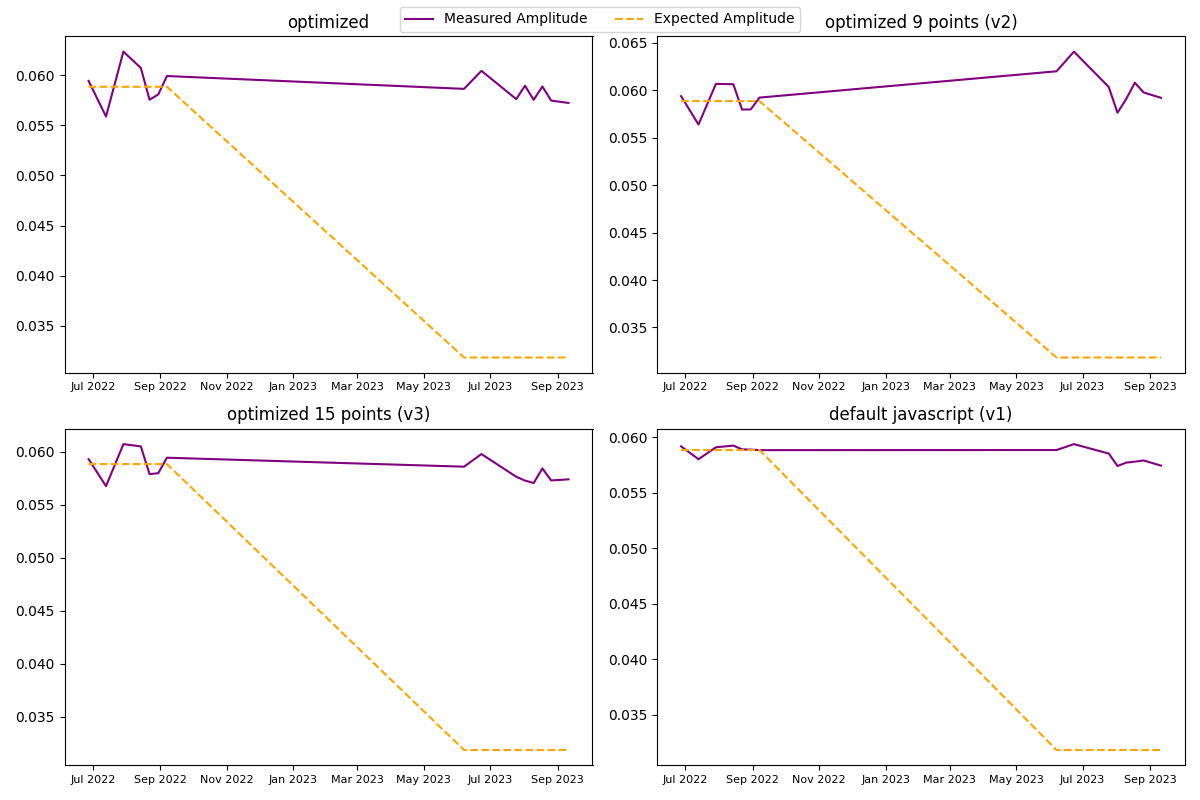 Measured Amplitude Expected Amplitude
optimized
0.060
0.055
0.050
0.045
0.040
0.035
Jul 2022 Sep 2022 Nov 2022 Jan 2023 Mar 2023 May 2023 Jul 2023 Sep 2023
optimized 9 points (v2)
0.065
0.060
0.055
0.050
0.045
0.040
0.035
Jul 2022 Sep 2022 Nov 2022 Jan 2023 Mar 2023 May 2023 Jul 2023 Sep 2023
optimized 15 points (v3)
0.060
0.055
0.050
0.045
0.040
0.035
Jul 2022 Sep 2022 Nov 2022 Jan 2023 Mar 2023 May 2023 Jul 2023 Sep 2023
default javascript (v1)
0.060
0.055
0.050
0.045
0.040
0.035
Jul 2022 Sep 2022 Nov 2022 Jan 2023 Mar 2023 May 2023 Jul 2023 Sep 2023